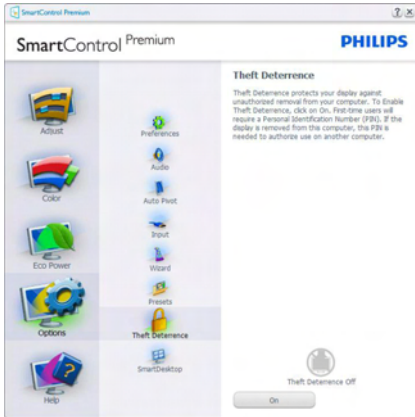 SmartControl Premium
SmartControl Premium
PHILIPS
Adjust
Color
Eco Power
Options
Help
Preferences
Audio
Auto Pivot
Input
Wizard
Presets
Theft Deterrence
SmartDesktop
Theft Deterrence
Theft Deterrence protects your deplay against
unauthorized removal from your computer. To Enable
Theft Deterrence, click on On. First-time users will
require a Personal Identification Number (PIN). If the
deplay is removed from this computer, this PIN is
needed to authorize use on another computer.
Theft Deterrence Off
On